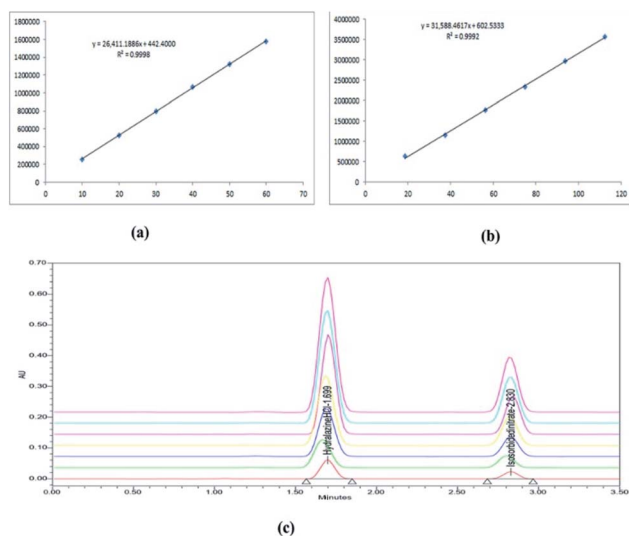 1800000
1600000
1400000
1200000
1000000
800000
600000
400000
200000
0
y = 26,411.1886x + 442.4000
R² = 0.9998
0 10 20 30 40 50 60 70
(a)
4000000
3500000
3000000
2500000
2000000
1500000
1000000
500000
0
y = 31,588.4617x + 602.5333
R² = 0.9992
0 20 40 60 80 100 120
(b)
0.70
0.60
0.50
0.40
0.30
0.20
0.10
0.00
AU
HydralazineHCl-1.699
Isosorbidedinitrate-2.830
0.00 0.50 1.00 1.50 2.00 2.50 3.00 3.50
Minutes
(c)